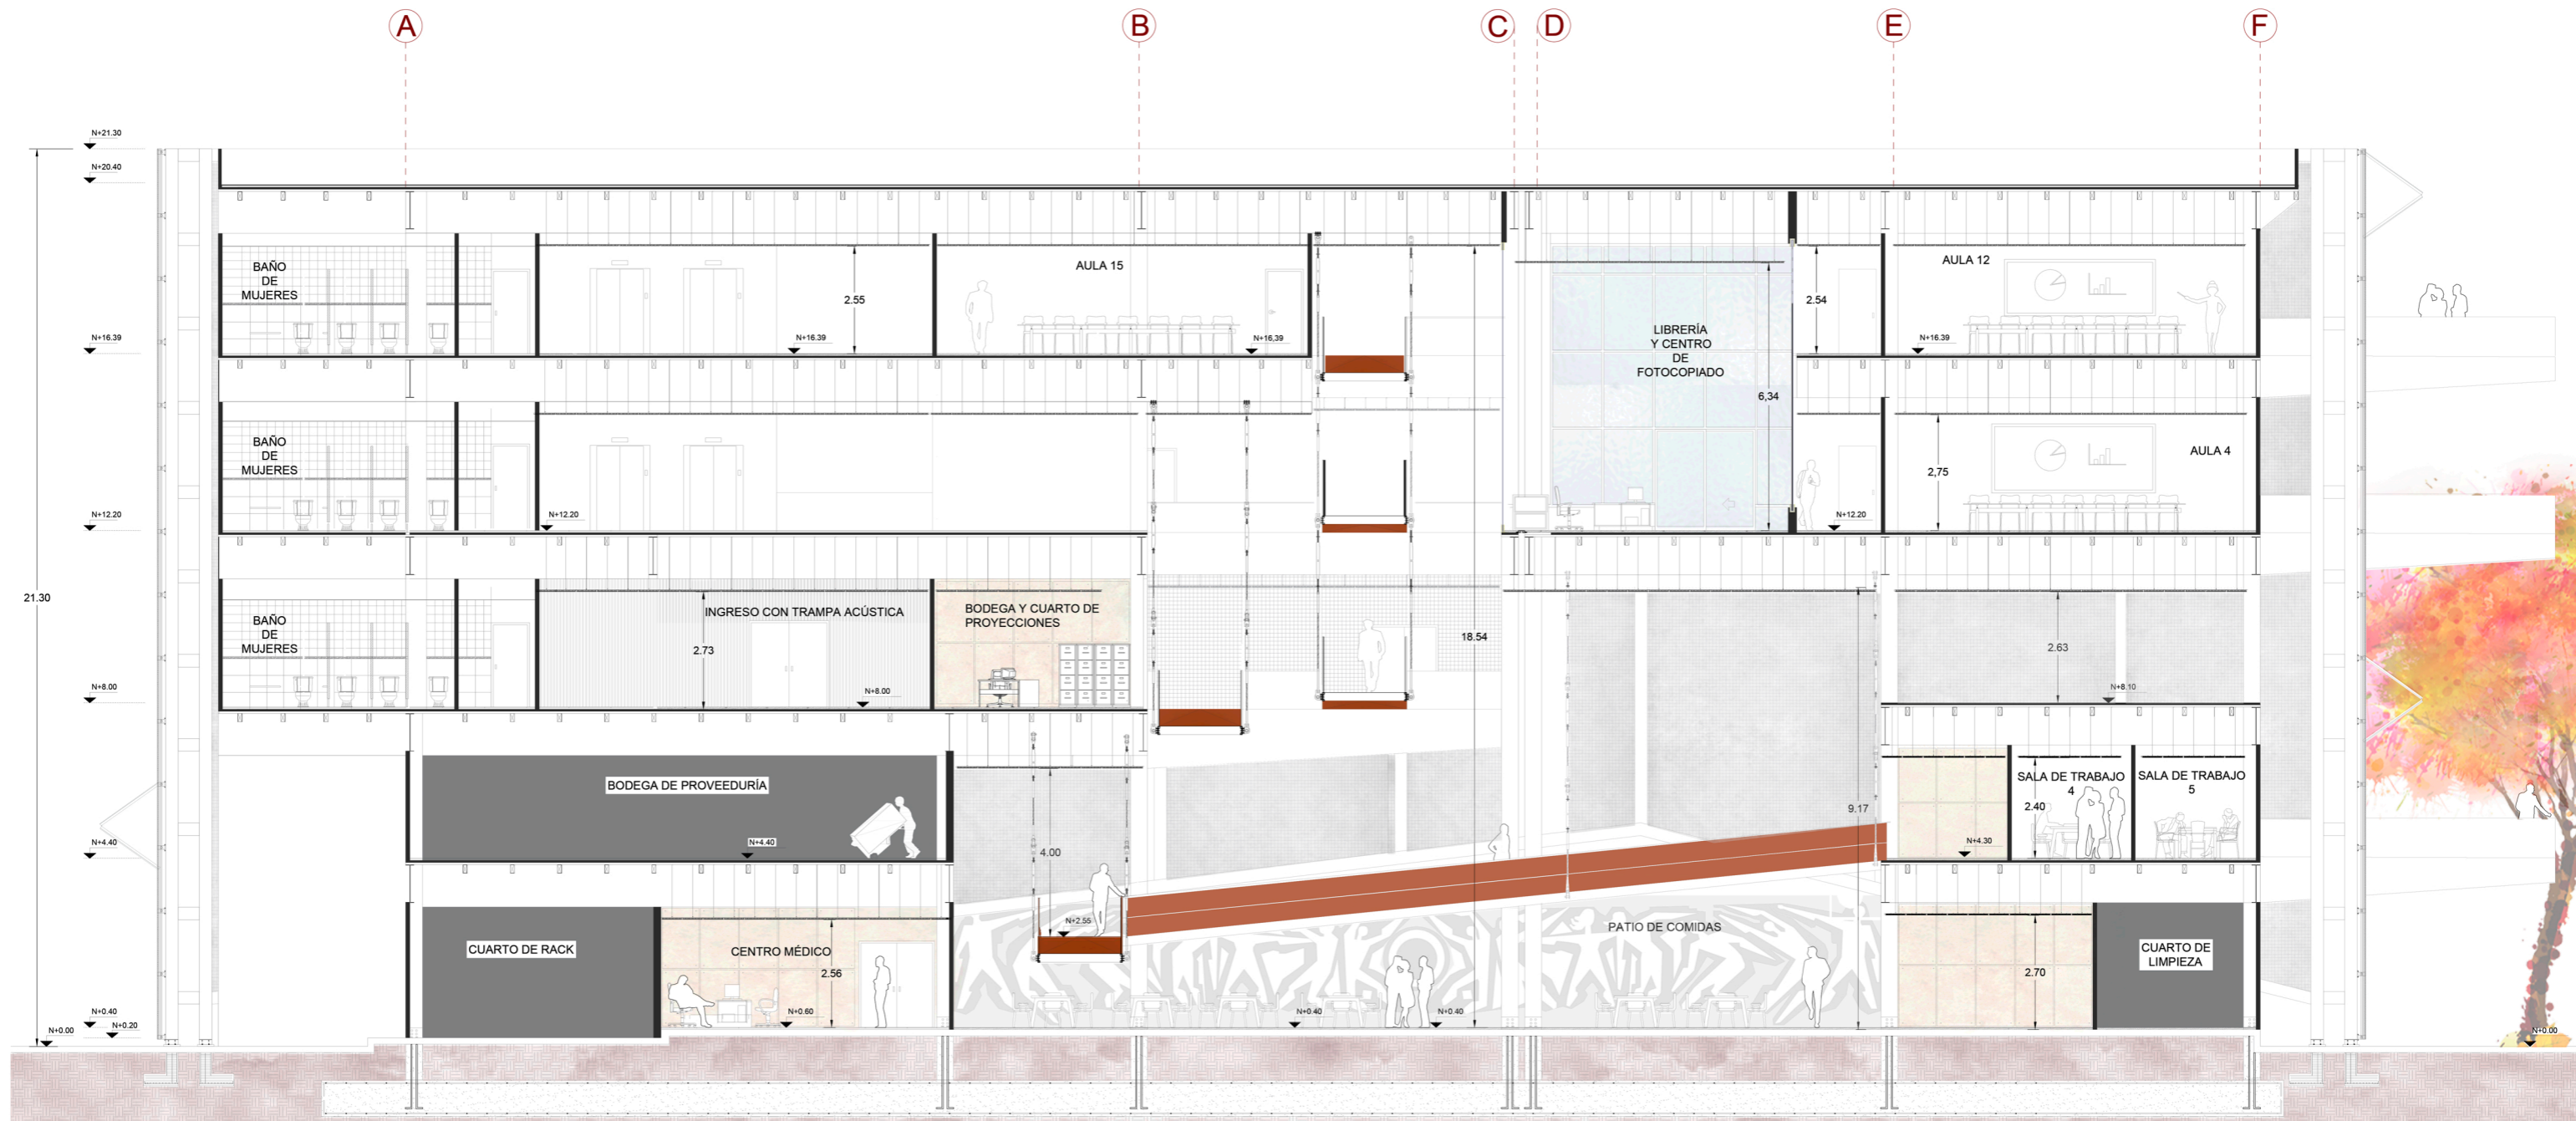 A
B
C
D
E
F
N+21.30
N+20.40
BAÑO
DE
MUJERES
2.55
N+16.39
N+16.39
AULA 15
N+16,39
LIBRERÍA
Y CENTRO
DE
FOTOCOPIADO
6,34
2.54
AULA 12
N+16.39
BAÑO
DE
MUJERES
N+12.20
N+12.20
N+12.20
2,75
AULA 4
21.30
BAÑO
DE
MUJERES
INGRESO CON TRAMPA ACÚSTICA
2.73
N+8.00
N+8.00
BODEGA Y CUARTO DE
PROYECCIONES
18.54
2.63
N+8.10
BODEGA DE PROVEEDURÍA
N+4.40
N+4.40
4.00
9.17
N+4.30
SALA DE TRABAJO
4
2.40
SALA DE TRABAJO
5
N+2.55
CUARTO DE RACK
CENTRO MÉDICO
2.56
N+0.60
PATIO DE COMIDAS
N+0.40
N+0.40
2.70
CUARTO DE
LIMPIEZA
N+0.40
N+0.20
N+0.00
N+0.00